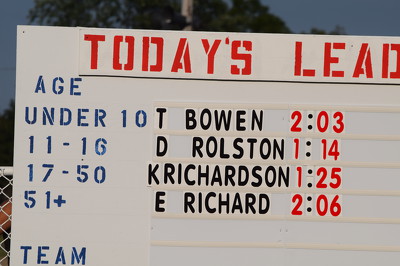 TODAY'S LEAD
AGE
UNDER 10 T BOWEN 2:03
11-16 D ROLSTON 1:14
17-50 K RICHARDSON 1:25
51+ E RICHARD 2:06
TEAM